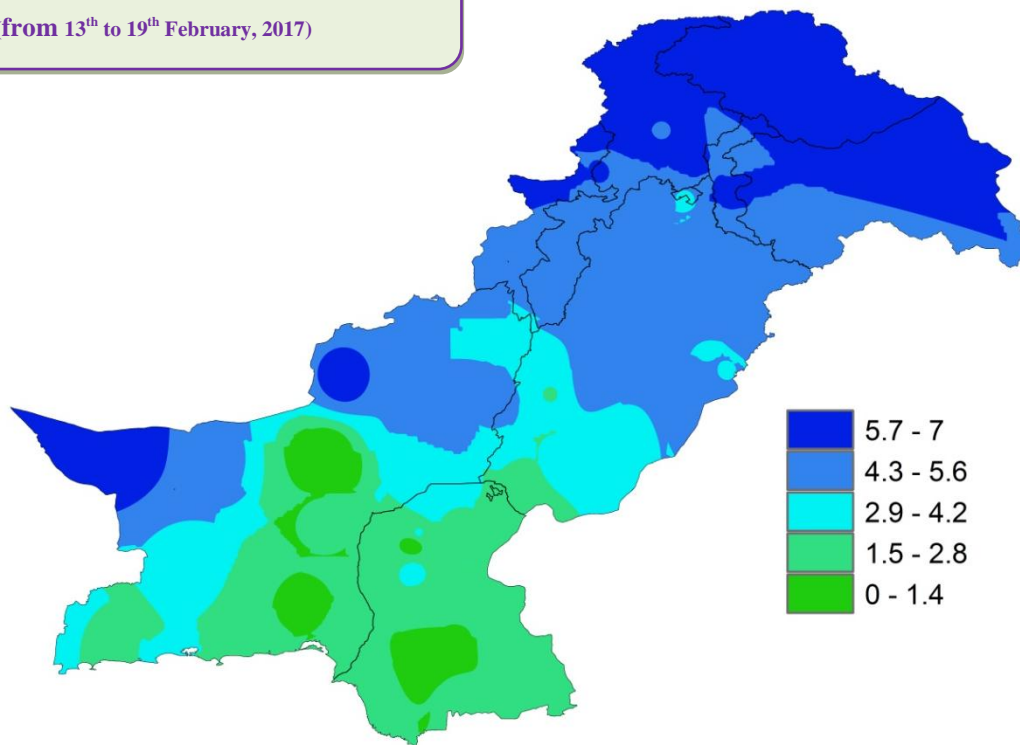 from 13th to 19th February, 2017)
5.7 - 7
4.3 - 5.6
2.9 - 4.2
1.5 - 2.8
0 - 1.4